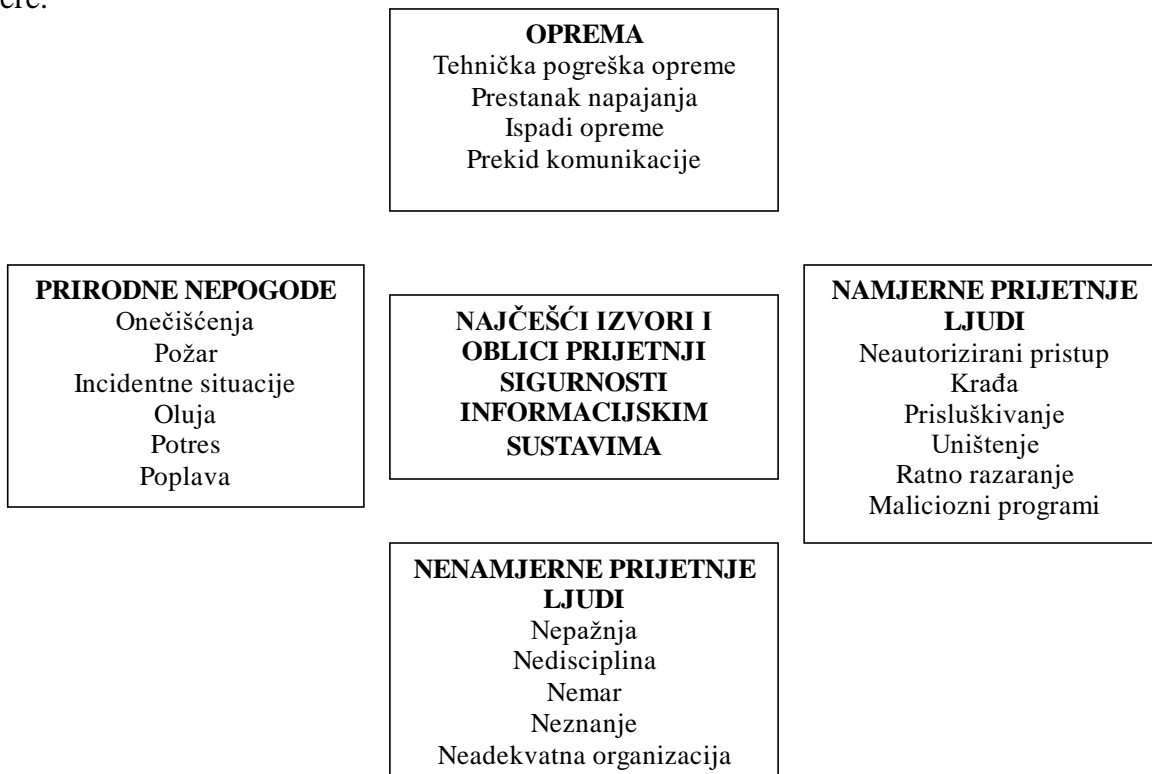 OPREMA
Tehnička pogreška opreme
Prestanak napajanja
Ispadi opreme
Prekid komunikacije
PRIRODNE NEPOGODE
Onečišćenja
Požar
Incidentne situacije
Oluja
Potres
Poplava
NAJČEŠĆI IZVORI I
OBLICI PRIJETNJI
SIGURNOSTI
INFORMACIJSKIM
SUSTAVIMA
NAMJERNE PRIJETNJE
LJUDI
Neautorizirani pristup
Krađa
Prisluškivanje
Uništenje
Ratno razaranje
Maliciozni programi
NENAMJERNE PRIJETNJE
LJUDI
Nepažnja
Nedisciplina
Nemar
Neznanje
Neadekvatna organizacija